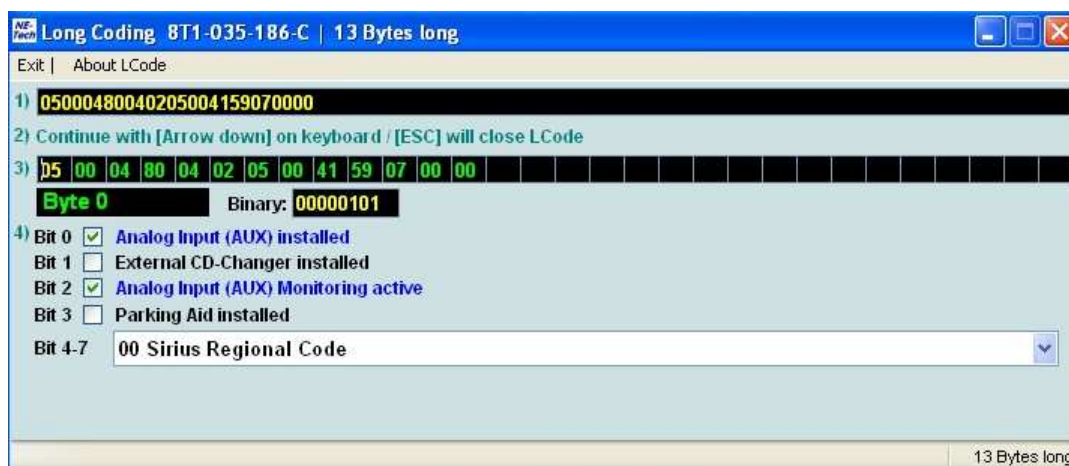 NE-Tech Long Coding 8T1-035-186-C | 13 Bytes long
Exit | About LCode
1) 05000480040205004159070000
2) Continue with [Arrow down] on keyboard / [ESC] will close LCode
3) 05 00 04 80 04 02 05 00 41 59 07 00 00
Byte 0 Binary: 00000101
4) Bit 0 Analog Input (AUX) installed
Bit 1 External CD-Changer installed
Bit 2 Analog Input (AUX) Monitoring active
Bit 3 Parking Aid installed
Bit 4-7 00 Sirius Regional Code
13 Bytes long